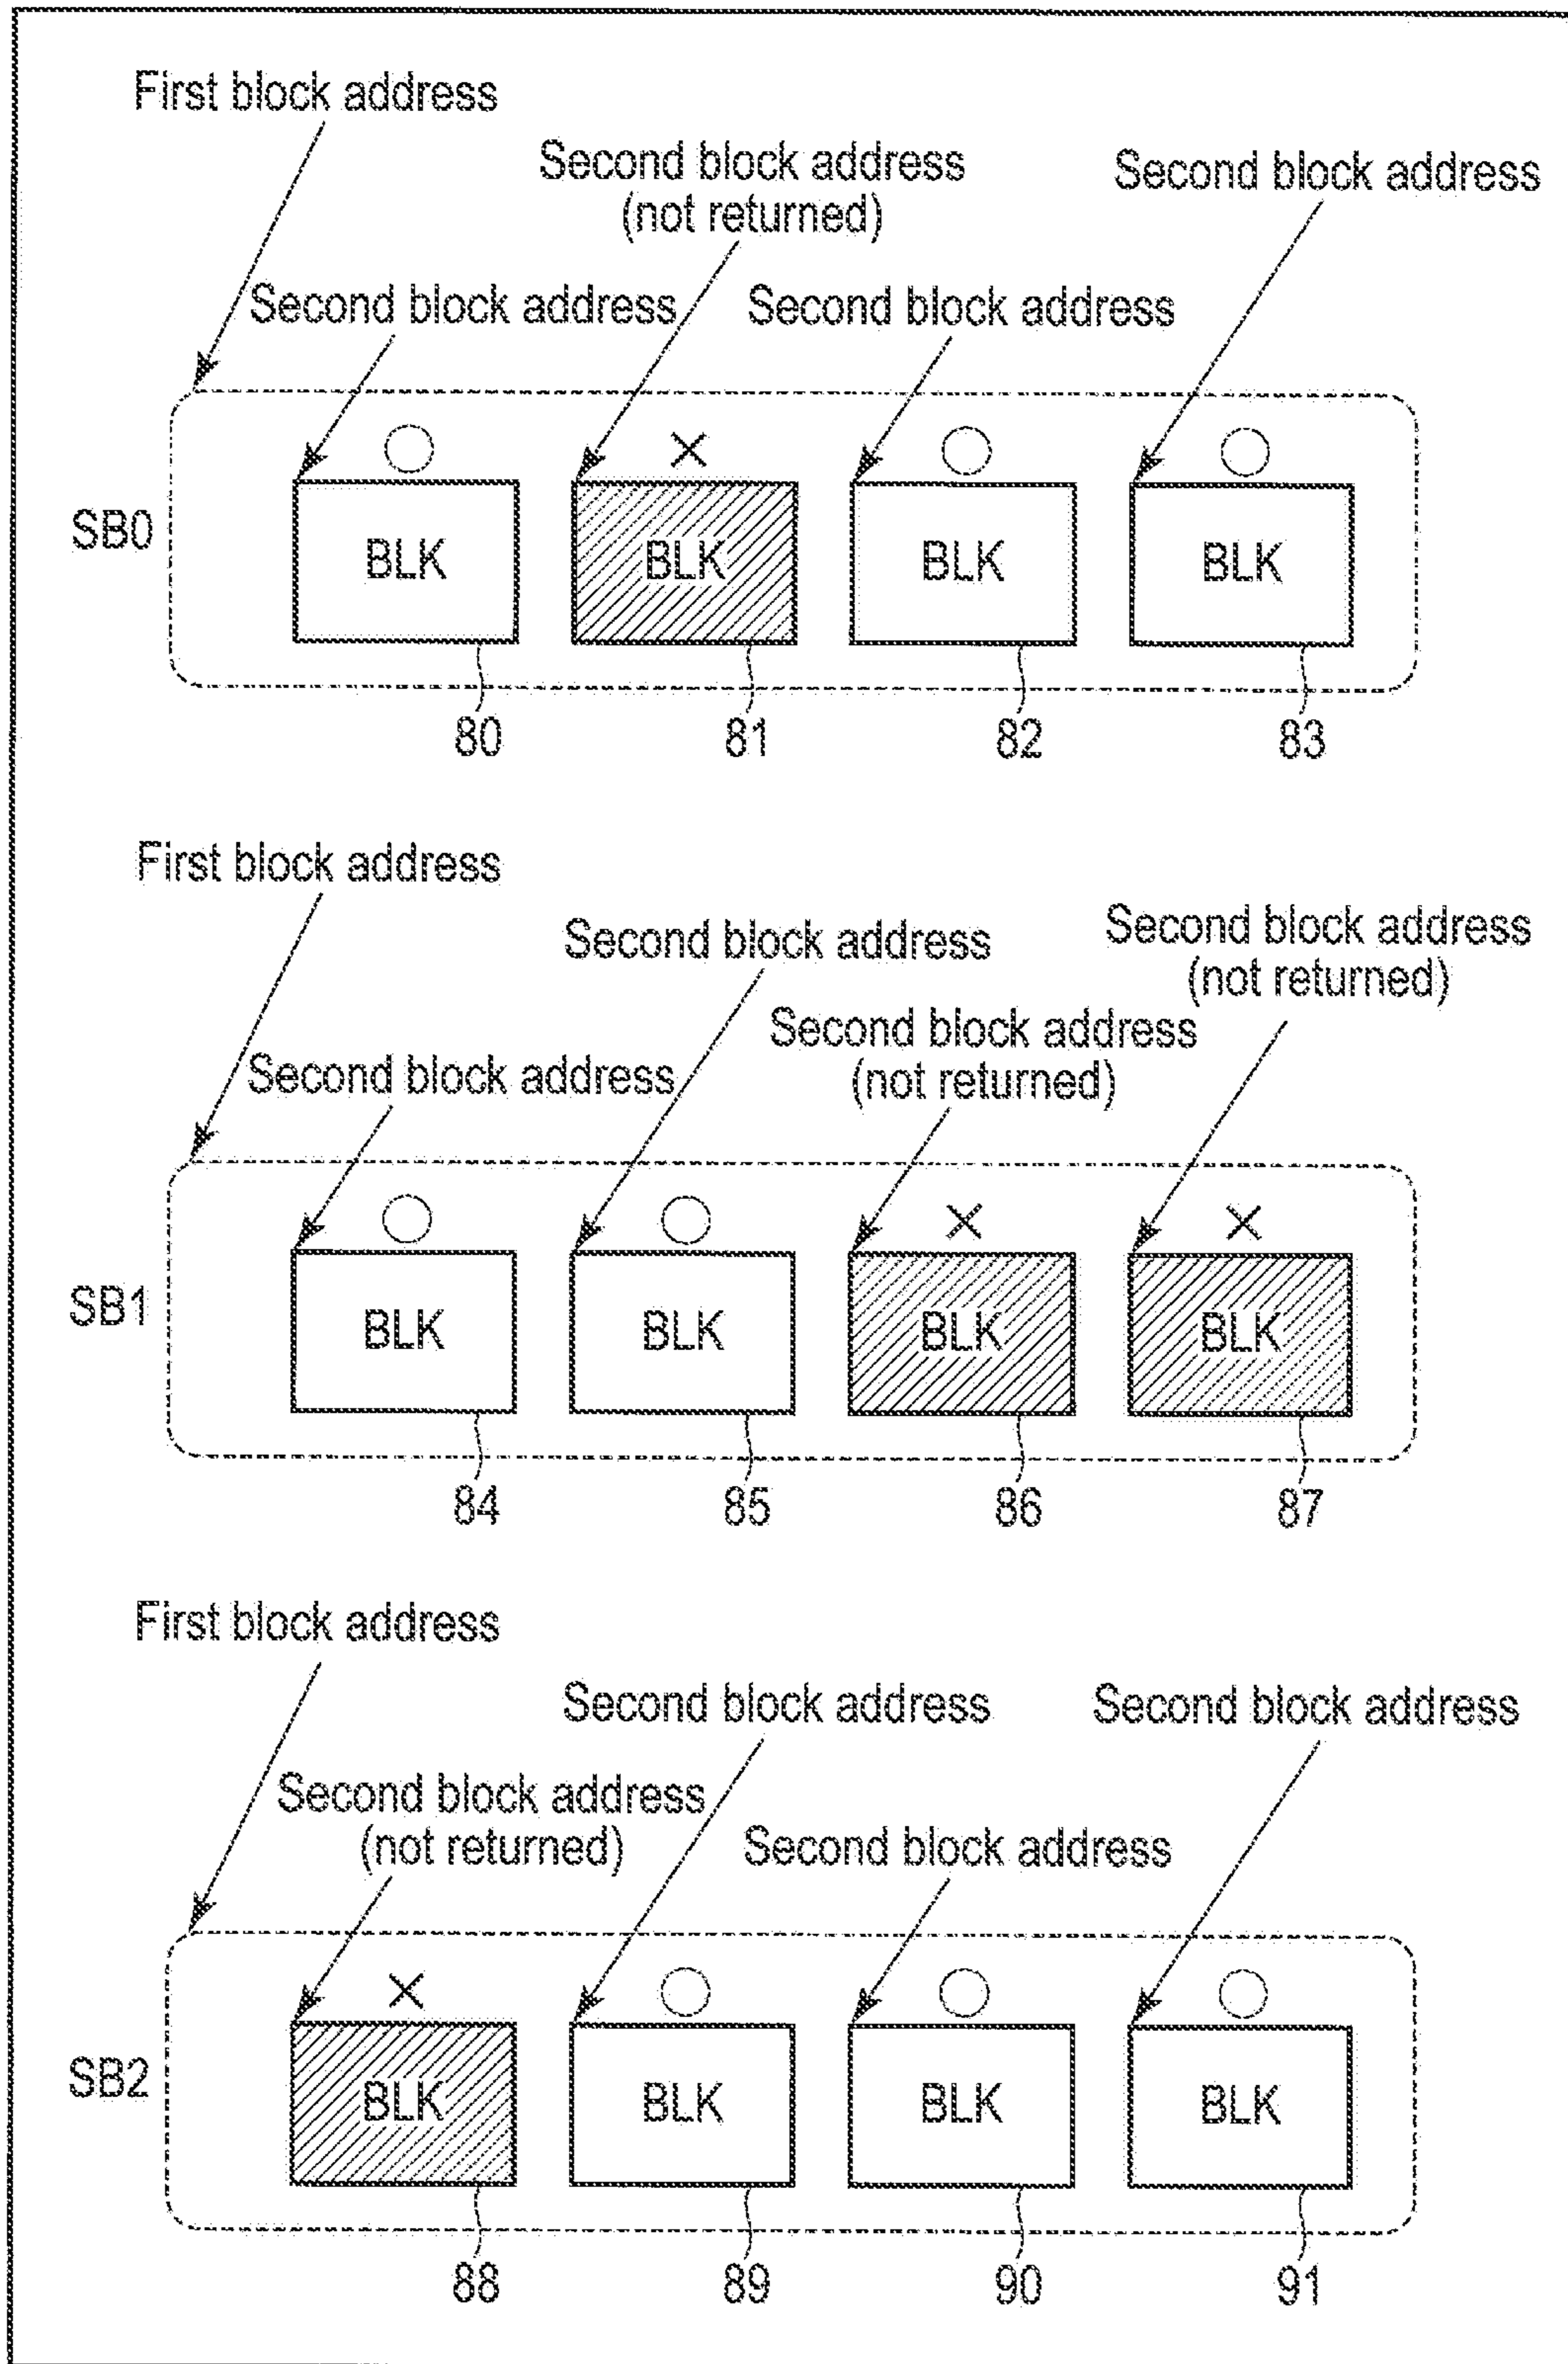 First block address
Second block address
(not returned)
Second block address
Second block address
Second block address
○
×
○
○
SB0
BLK
BLK
BLK
BLK
80
81
82
83
First block address
Second block address
Second block address
(not returned)
Second block address
(not returned)
Second block address
○
○
×
×
SB1
BLK
BLK
BLK
BLK
84
85
86
87
First block address
Second block address
Second block address
Second block address
(not returned)
Second block address
×
○
○
○
SB2
BLK
BLK
BLK
BLK
88
89
90
91